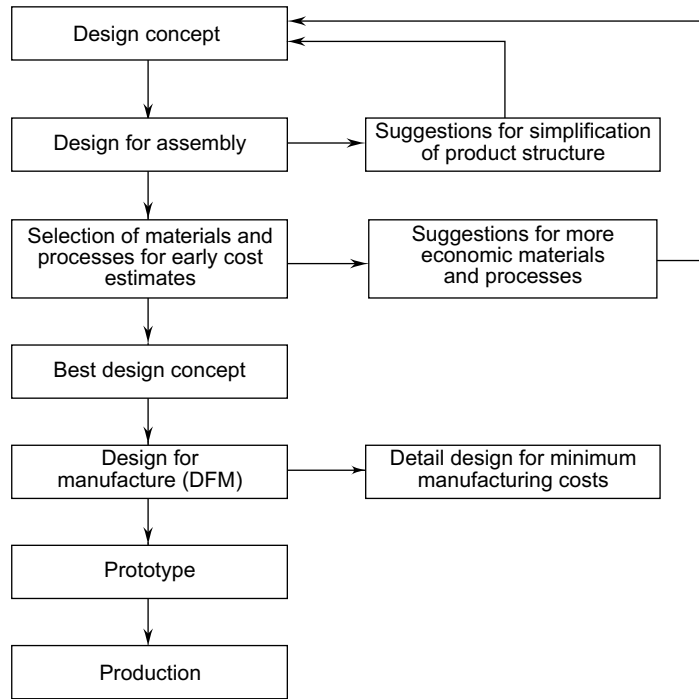 Design concept
Design for assembly
Suggestions for simplification
of product structure
Selection of materials and
processes for early cost
estimates
Suggestions for more
economic materials
and processes
Best design concept
Design for
manufacture (DFM)
Detail design for minimum
manufacturing costs
Prototype
Production